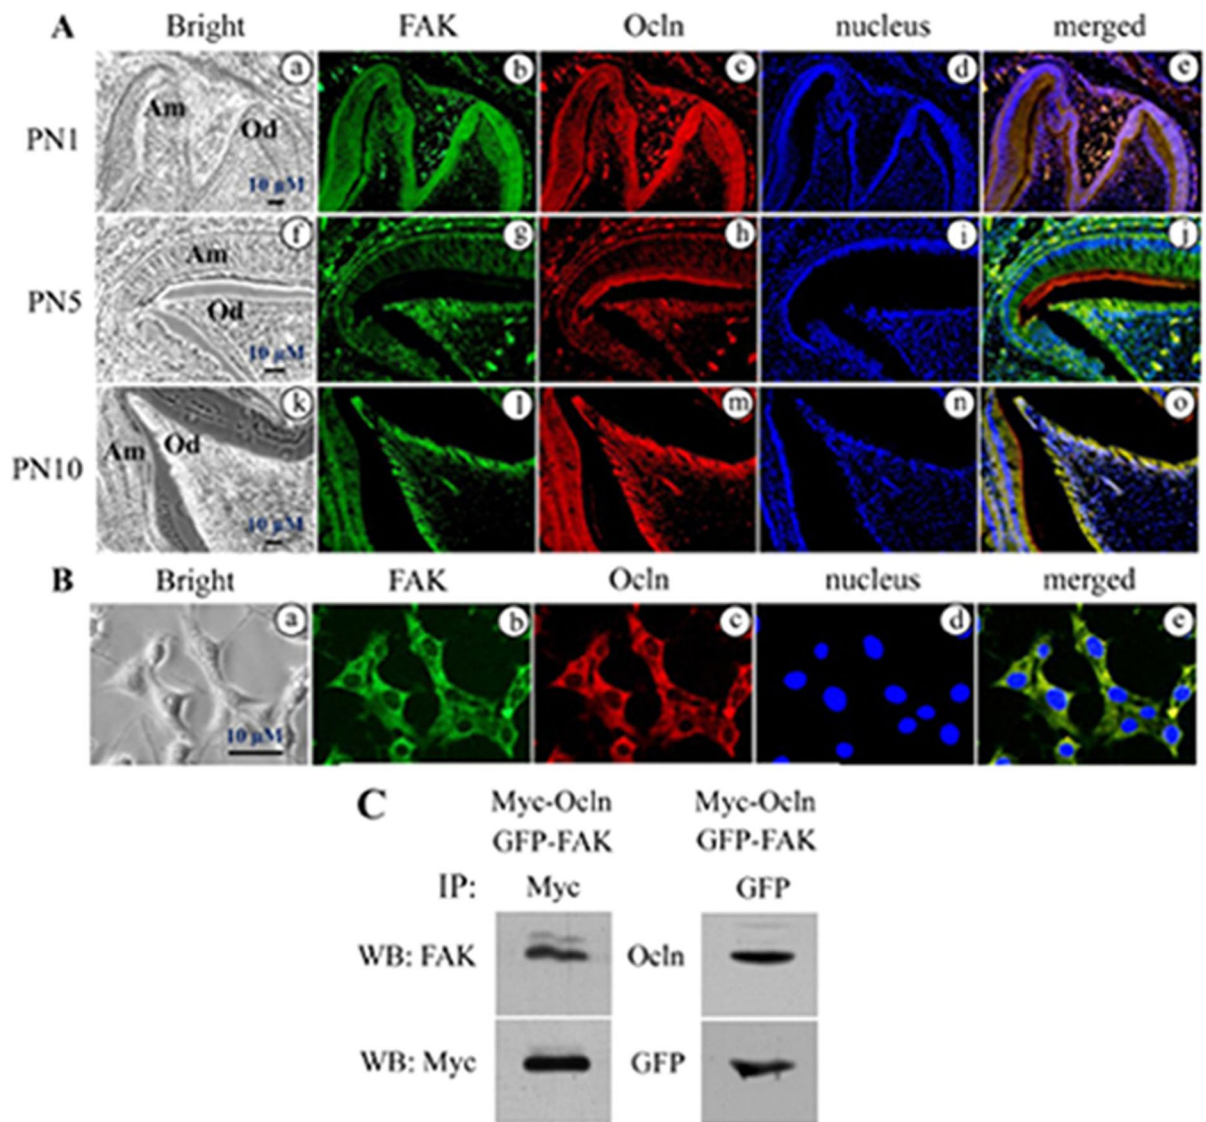 A Bright FAK Ocln nucleus merged
PN1 a b c d e
Am Od
10 µM
PN5 f g h i j
Am
Od
10 µM
PN10 k l m n o
Am Od
10 µM
B Bright FAK Ocln nucleus merged
a b c d e
10 µM
C Myc-Ocln Myc-Ocln
GFP-FAK GFP-FAK
IP: Myc GFP
WB: FAK Ocln
WB: Myc GFP